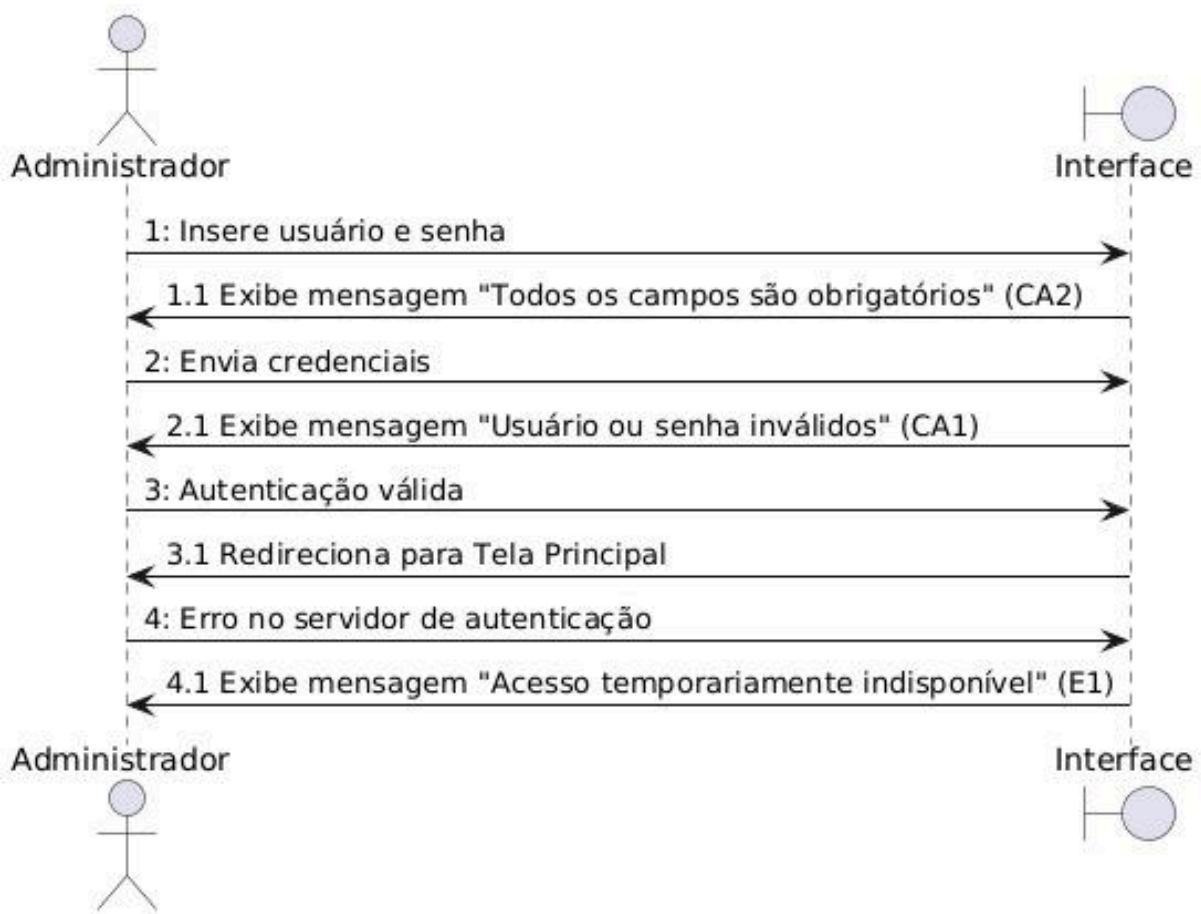 Administrador
Interface
1: Insere usuário e senha
1.1 Exibe mensagem "Todos os campos são obrigatórios" (CA2)
2: Envia credenciais
2.1 Exibe mensagem "Usuário ou senha inválidos" (CA1)
3: Autenticação válida
3.1 Redireciona para Tela Principal
4: Erro no servidor de autenticação
4.1 Exibe mensagem "Acesso temporariamente indisponível" (E1)
Administrador
Interface